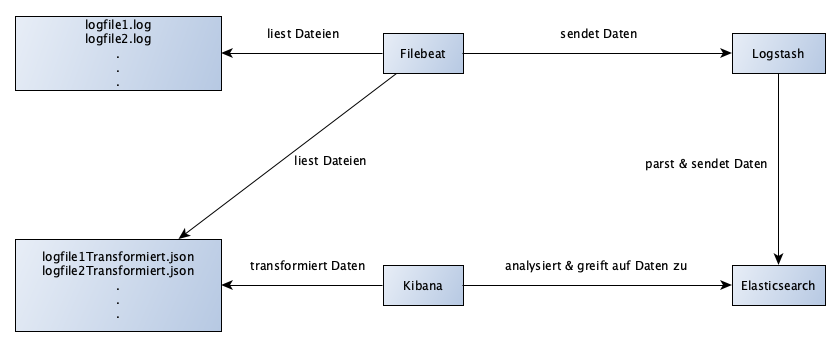 logfile1.log
logfile2.log
.
.
.
liest Dateien
Filebeat
sendet Daten
Logstash
liest Dateien
parst & sendet Daten
logfile1Transformiert.json
logfile2Transformiert.json
.
.
.
transformiert Daten
Kibana
analysiert & greift auf Daten zu
Elasticsearch